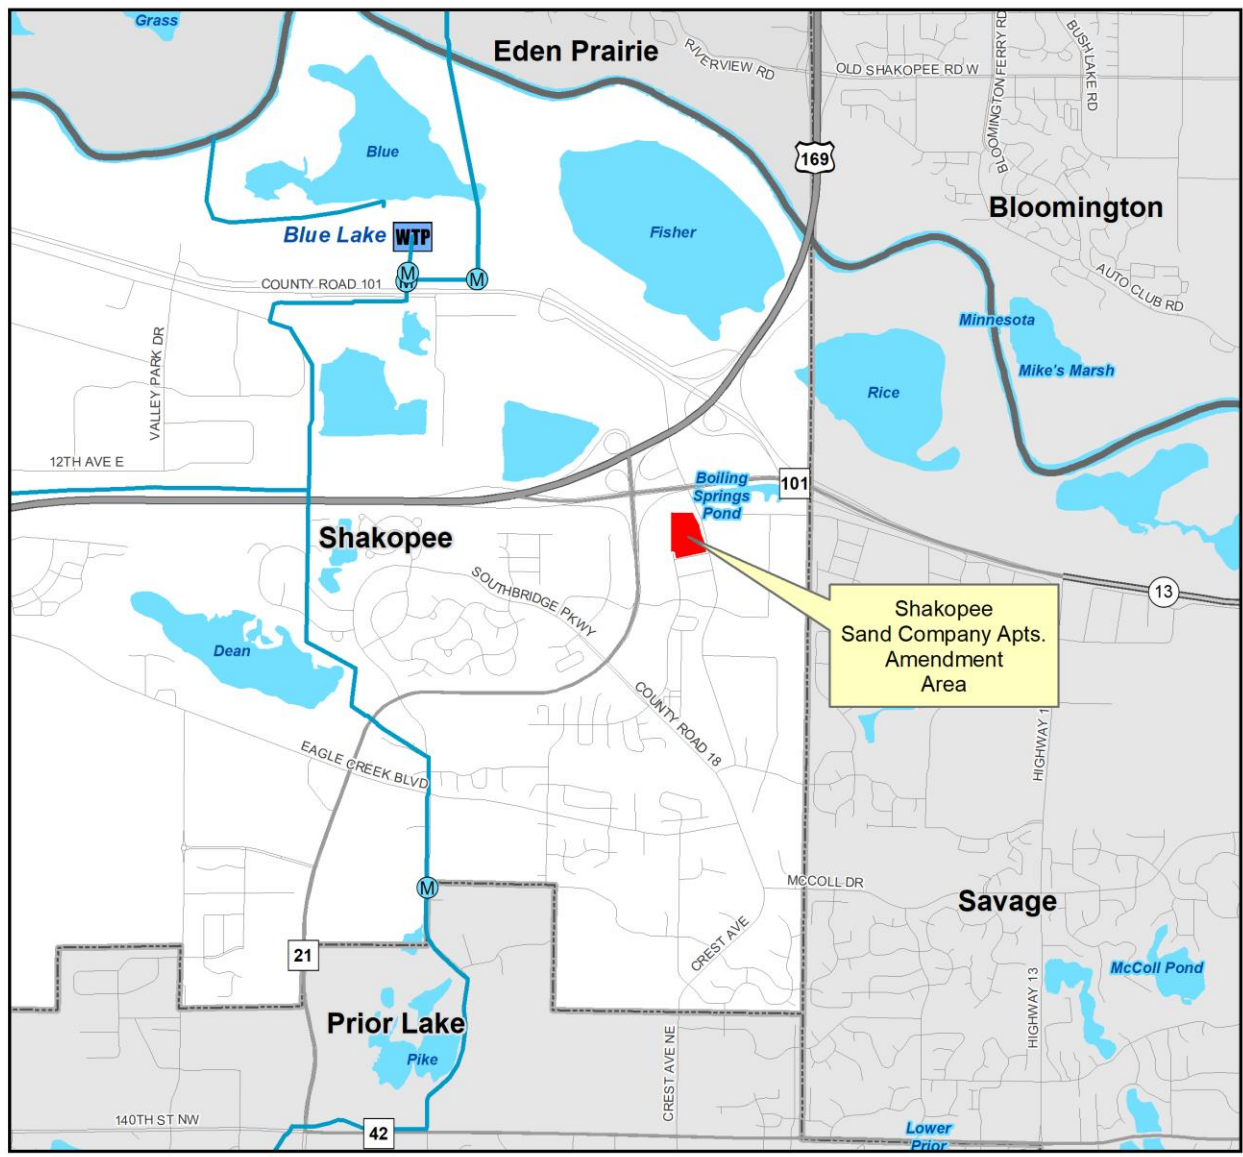 Grass
Eden Prairie
RIVERVIEW RD
OLD SHAKOPEE RD W
BLOOMINGTON FERRY RD
BUSH LAKE RD
Blue
169
Bloomington
Blue Lake
WTP
Fisher
M
M
M
COUNTY ROAD 101
AUTO CLUB RD
Minnesota
Mike's Marsh
VALLEY PARK DR
Rice
12TH AVE E
Boiling
Springs
Pond
101
Shakopee
SOUTHBRIDGE PKWY
13
Shakopee
Sand Company Apts.
Amendment
Area
Dean
COUNTY ROAD 18
HIGHWAY 1
EAGLE CREEK BLVD
M
MCCOLL DR
Savage
CREST AVE
21
McColl Pond
Prior Lake
HIGHWAY 13
Pike
CREST AVE NE
140TH ST NW
42
Lower
Prior